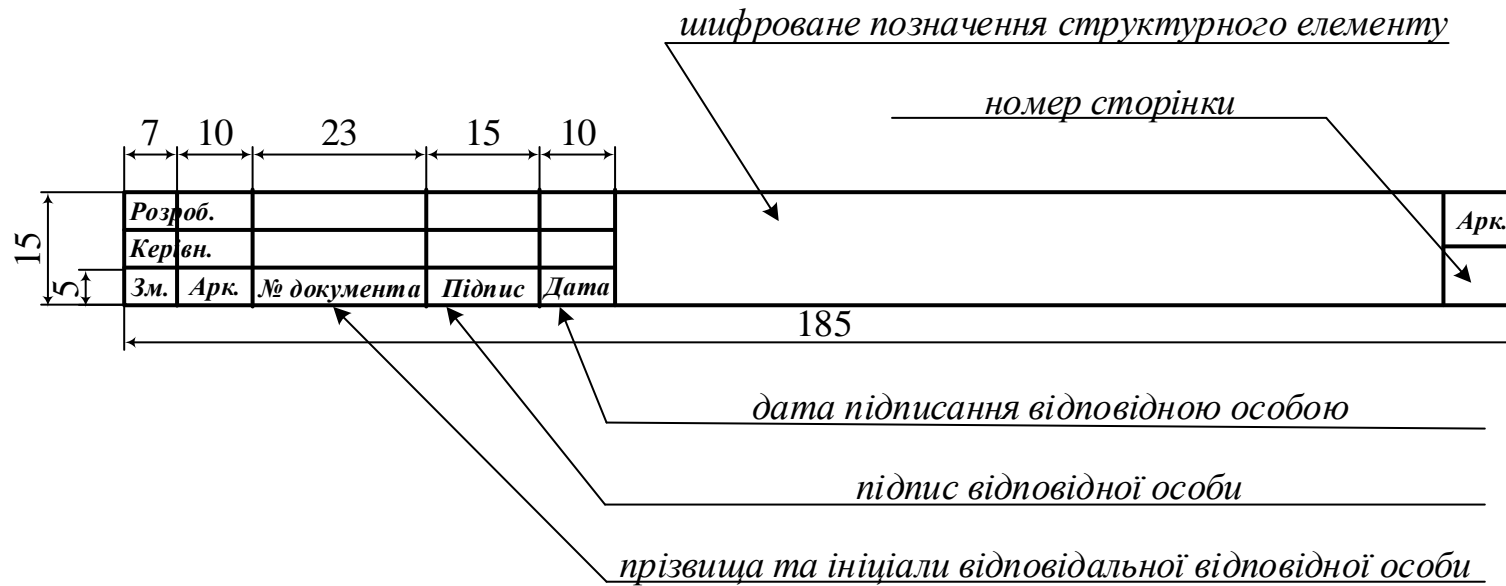 шифроване позначення структурного елементу
номер сторінки
7 10 23 15 10
Розроб.
Арк.
Керівн.
15
5
Зм. Арк. № документа Підпис Дата
185
дата підписання відповідною особою
підпис відповідної особи
прізвища та ініціали відповідальної відповідної особи